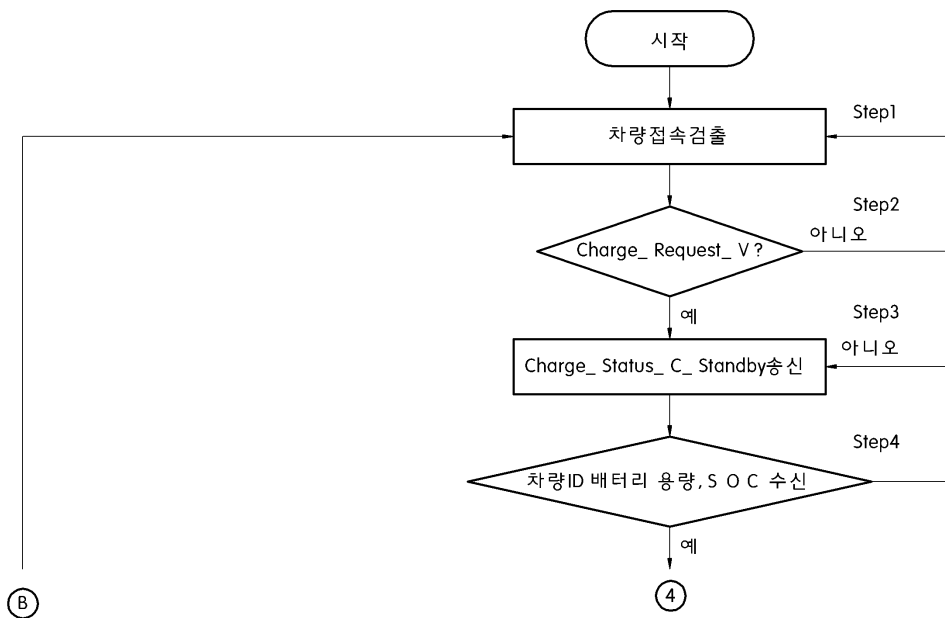 시작
Step1
차량접속검출
Step2
Charge_ Request_ V ?
아니오
예
Step3
아니오
Charge_ Status_ C_ Standby송신
Step4
차량ID 배터리 용량, S O C 수신
예
B
4